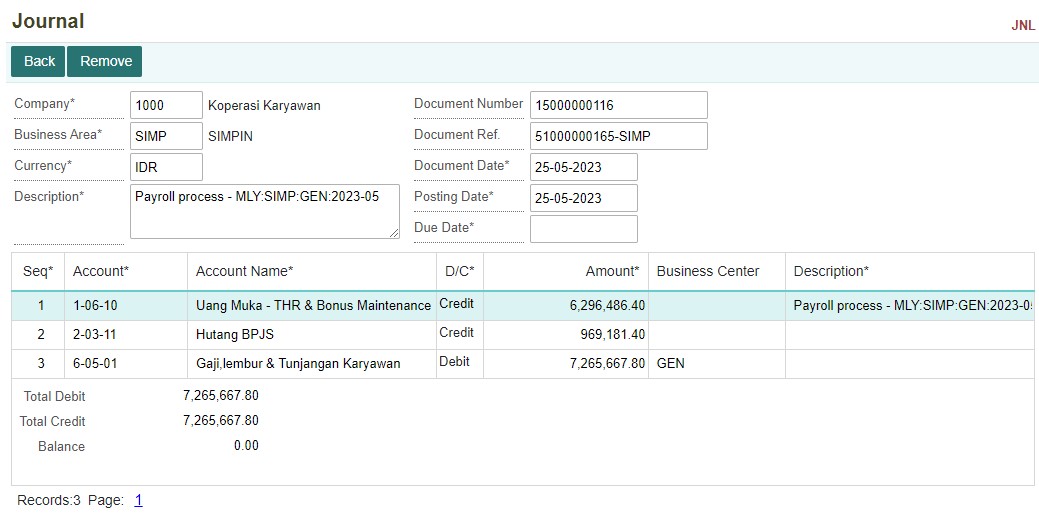 Journal
JNL
Back Remove
Company* 1000 Koperasi Karyawan Document Number 15000000116
Business Area* SIMP SIMPIN Document Ref. 51000000165-SIMP
Currency* IDR Document Date* 25-05-2023
Description* Payroll process - MLY:SIMP:GEN:2023-05 Posting Date* 25-05-2023
Due Date*
Seq* Account* Account Name* D/C* Amount* Business Center Description*
1 1-06-10 Uang Muka - THR & Bonus Maintenance Credit 6,296,486.40 Payroll process - MLY:SIMP:GEN:2023-0
2 2-03-11 Hutang BPJS Credit 969,181.40
3 6-05-01 Gaji,lembur & Tunjangan Karyawan Debit 7,265,667.80 GEN
Total Debit 7,265,667.80
Total Credit 7,265,667.80
Balance 0.00
Records:3 Page: 1